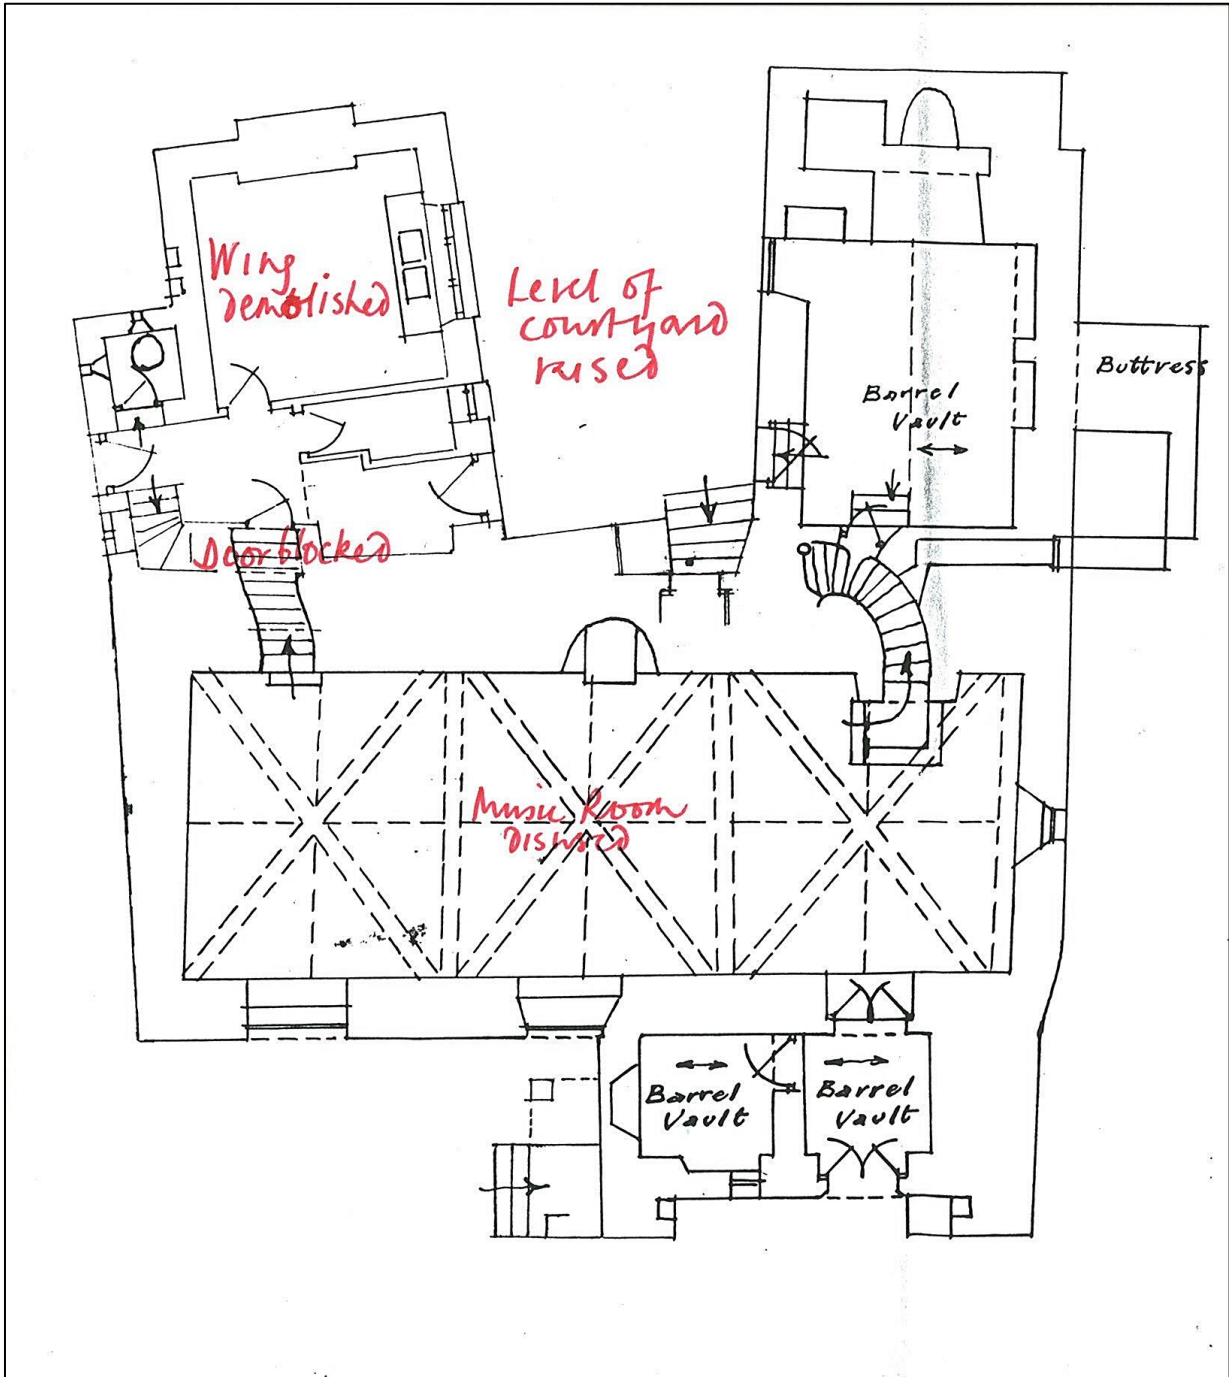 Wing
Demolished
Level of
courtyard
raised
Buttress
Barrel
Vault
Door blocked
Music Room
Disused
Barrel
Vault
Barrel
Vault